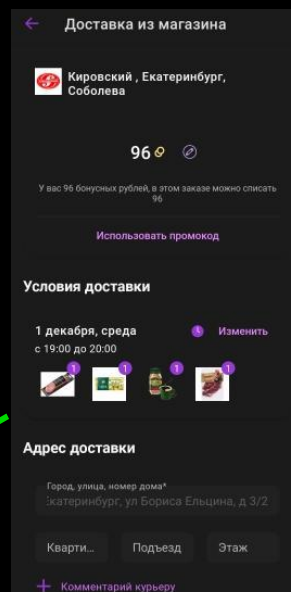 Доставка из магазина
Кировский , Екатеринбург,
Соболева
96
У вас 96 бонусных рублей, в этом заказе можно списать
96
Использовать промокод
Условия доставки
1 декабря, среда Изменить
с 19:00 до 20:00
1 1 1 1
Адрес доставки
Город, улица, номер дома*
Екатеринбург, ул Бориса Ельцина, д 3/2
Кварти... Подъезд Этаж
Комментарий курьеру